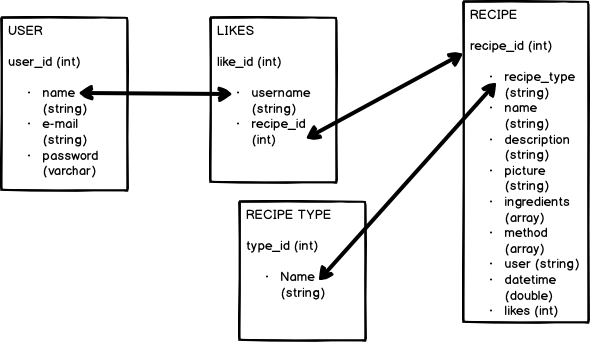 USER
user_id (int)
· name
(string)
· e-mail
(string)
· password
(varchar)
LIKES
like_id (int)
· username
(string)
· recipe_id
(int)
RECIPE TYPE
type_id (int)
· Name
(string)
RECIPE
recipe_id (int)
· recipe_type
(string)
· name
(string)
· description
(string)
· picture
(string)
· ingredients
(array)
· method
(array)
· user (string)
· datetime
(double)
· likes (int)